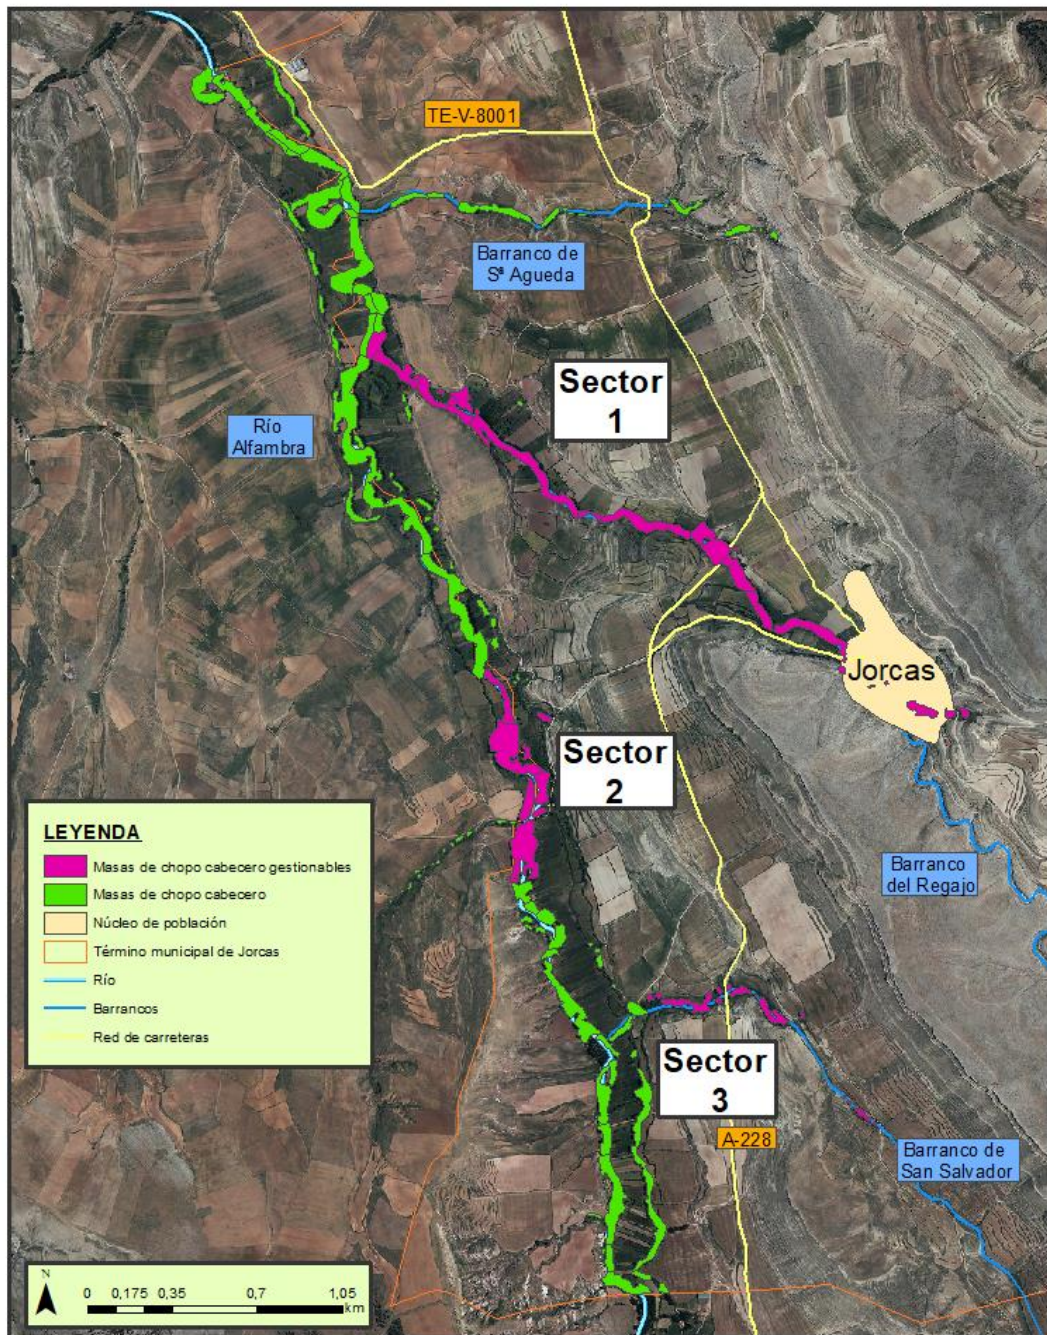 TE-V-8001
Barranco de
Sª Agueda
Sector
1
Río
Alfambra
Jorcas
Sector
2
LEYENDA
Masas de chopo cabecero gestionables
Masas de chopo cabecero
Núcleo de población
Término municipal de Jorcas
Río
Barrancos
Red de carreteras
Barranco
del Regajo
Sector
3
A-228
Barranco de
San Salvador
N
0 0,175 0,35 0,7 1,05
km